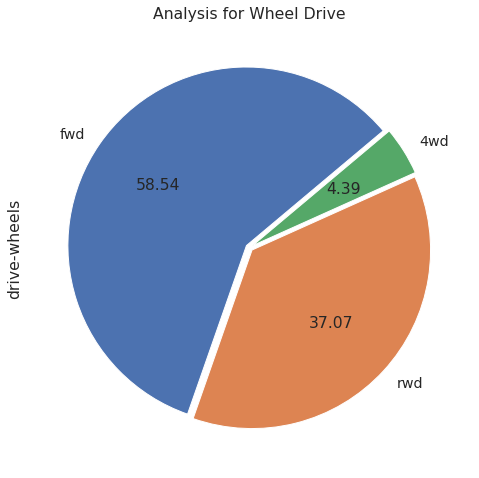 Analysis for Wheel Drive
fwd
4wd
58.54
4.39
drive-wheels
37.07
rwd